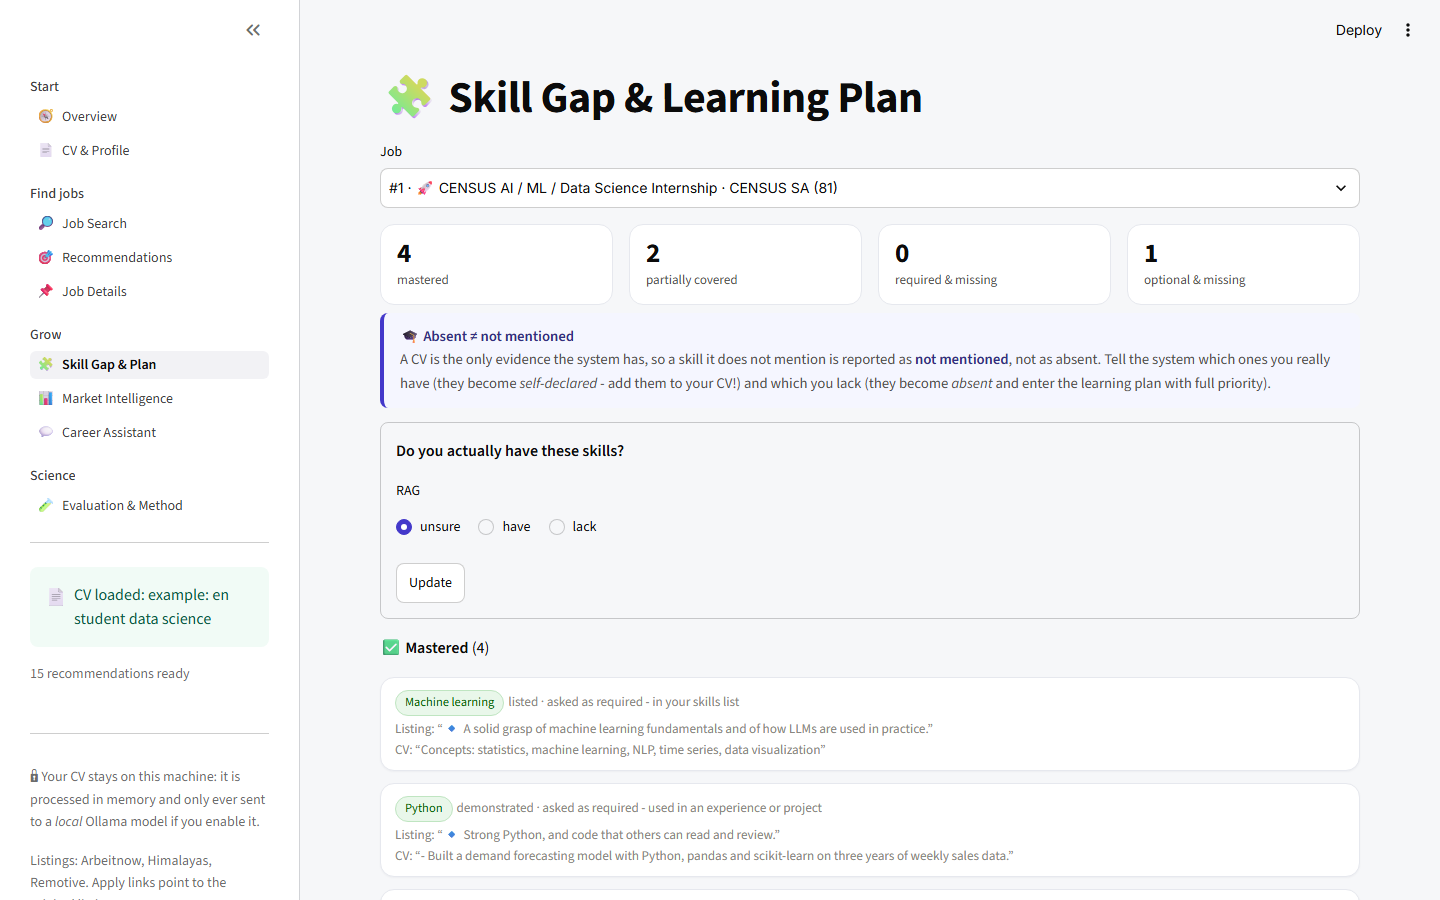 Deploy
Start
Overview
CV & Profile
Find jobs
Job Search
Recommendations
Job Details
Grow
Skill Gap & Plan
Market Intelligence
Career Assistant
Science
Evaluation & Method
CV loaded: example: en
student data science
15 recommendations ready
Your CV stays on this machine: it is
processed in memory and only ever sent
to a local Ollama model if you enable it.
Listings: Arbeitnow, Himalayas,
Remotive. Apply links point to the
Skill Gap & Learning Plan
Job
#1 · 🚀 CENSUS AI / ML / Data Science Internship · CENSUS SA (81)
4
mastered
2
partially covered
0
required & missing
1
optional & missing
Absent ≠ not mentioned
A CV is the only evidence the system has, so a skill it does not mention is reported as not mentioned, not as absent. Tell the system which ones you really
have (they become self-declared - add them to your CV!) and which you lack (they become absent and enter the learning plan with full priority).
Do you actually have these skills?
RAG
unsure have lack
Update
Mastered (4)
Machine learning listed · asked as required - in your skills list
Listing: “🔹 A solid grasp of machine learning fundamentals and of how LLMs are used in practice.”
CV: “Concepts: statistics, machine learning, NLP, time series, data visualization”
Python demonstrated · asked as required - used in an experience or project
Listing: “🔹 Strong Python, and code that others can read and review.”
CV: “- Built a demand forecasting model with Python, pandas and scikit-learn on three years of weekly sales data.”